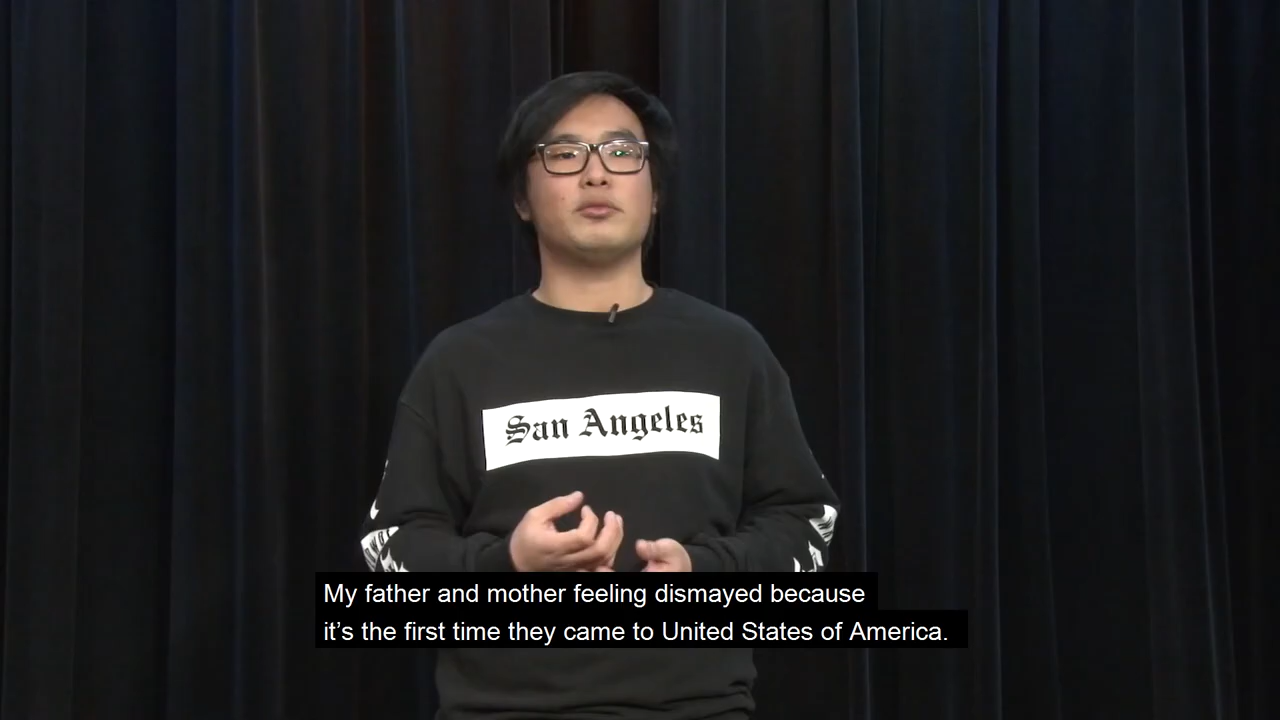 San Angeles
My father and mother feeling dismayed because
it’s the first time they came to United States of America.